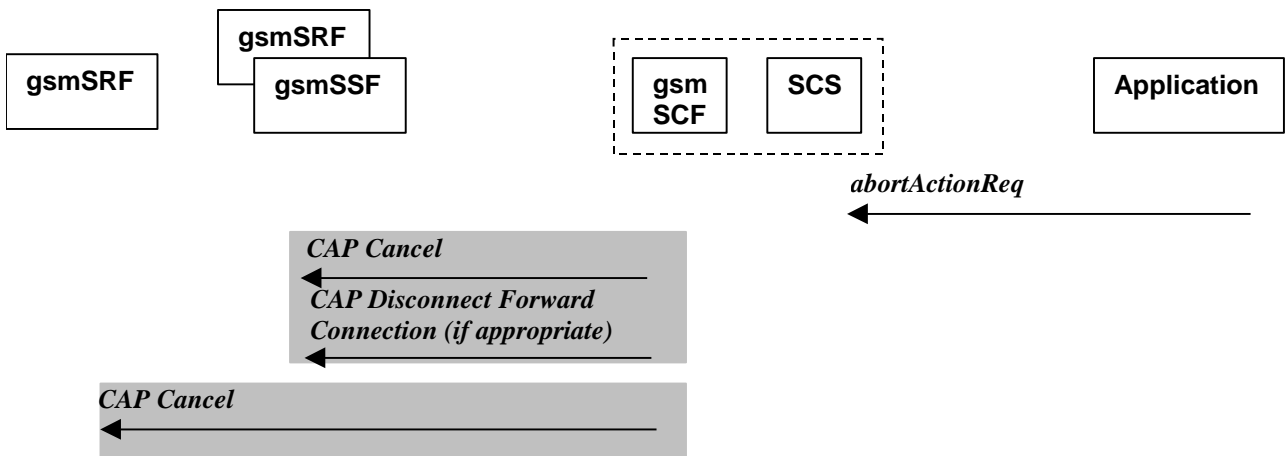 gsmSRF
gsmSRF
gsmSSF
gsm
SCF
SCS
Application
abortActionReq
CAP Cancel
CAP Disconnect Forward
Connection (if appropriate)
CAP Cancel